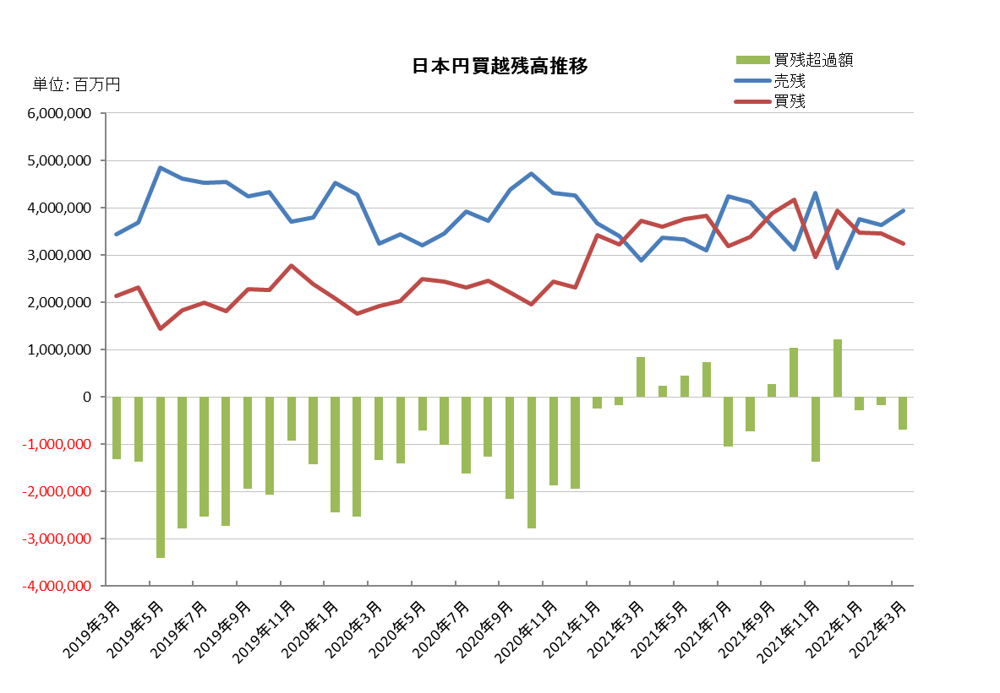 日本円買越残高推移
単位：百万円
買残超過額
売残
買残
6,000,000
5,000,000
4,000,000
3,000,000
2,000,000
1,000,000
0
-1,000,000
-2,000,000
-3,000,000
-4,000,000
2019年3月
2019年5月
2019年7月
2019年9月
2019年11月
2020年1月
2020年3月
2020年5月
2020年7月
2020年9月
2020年11月
2021年1月
2021年3月
2021年5月
2021年7月
2021年9月
2021年11月
2022年1月
2022年3月